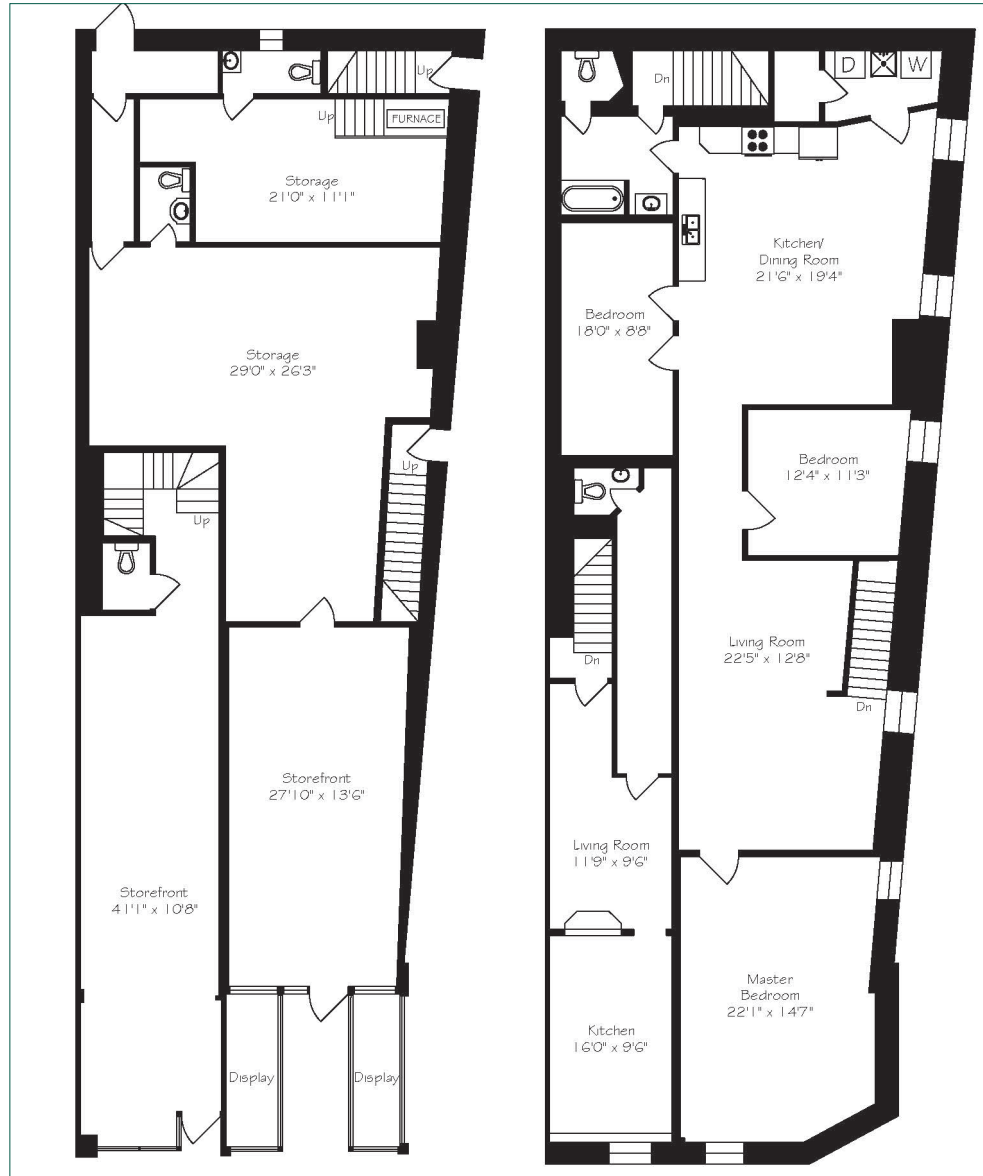 Up
Up
FURNACE
Storage
21'0" x 11'1"
Storage
29'0" x 26'3"
Up
Up
Storefront
27'10" x 13'6"
Storefront
41'1" x 10'8"
Display
Display
Dn
D
W
Kitchen/
Dining Room
21'6" x 19'4"
Bedroom
18'0" x 8'8"
Bedroom
12'4" x 11'3"
Living Room
22'5" x 12'8"
Dn
Dn
Living Room
11'9" x 9'6"
Master
Bedroom
22'1" x 14'7"
Kitchen
16'0" x 9'6"